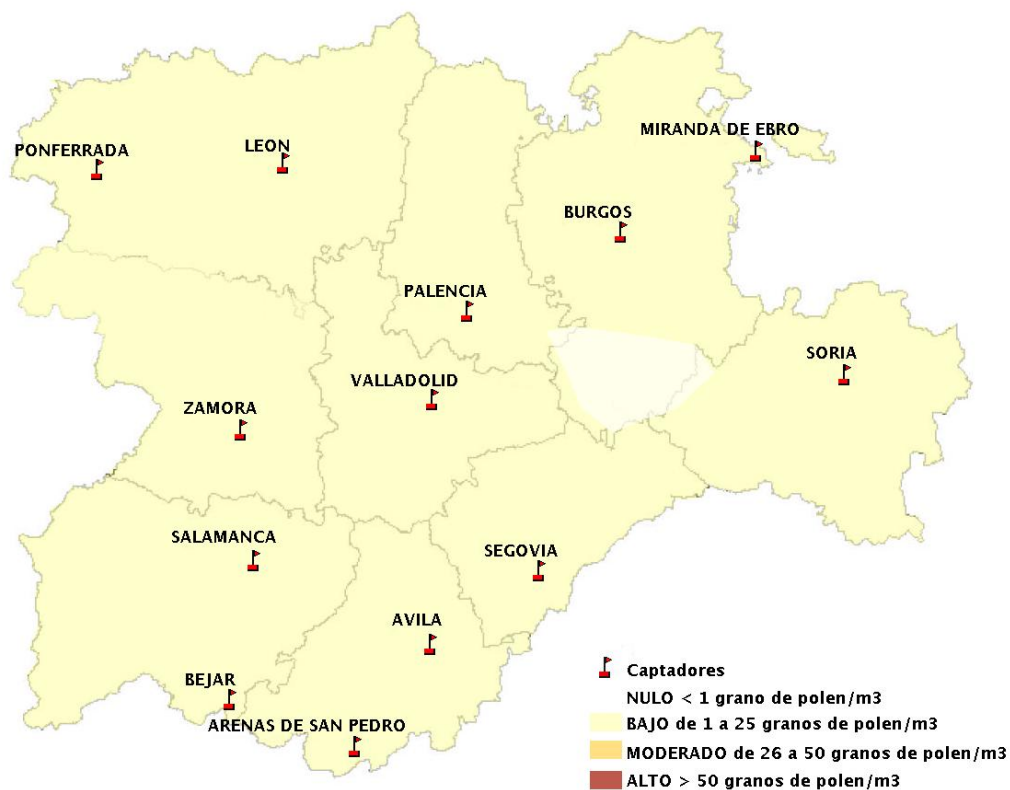 MIRANDA DE EBRO
PONFERRADA
LEON
BURGOS
PALENCIA
SORIA
VALLADOLID
ZAMORA
SALAMANCA
SEGOVIA
AVILA
BEJAR
ARENAS DE SAN PEDRO
Captadores
NULO < 1 grano de polen/m3
BAJO de 1 a 25 granos de polen/m3
MODERADO de 26 a 50 granos de polen/m3
ALTO > 50 granos de polen/m3